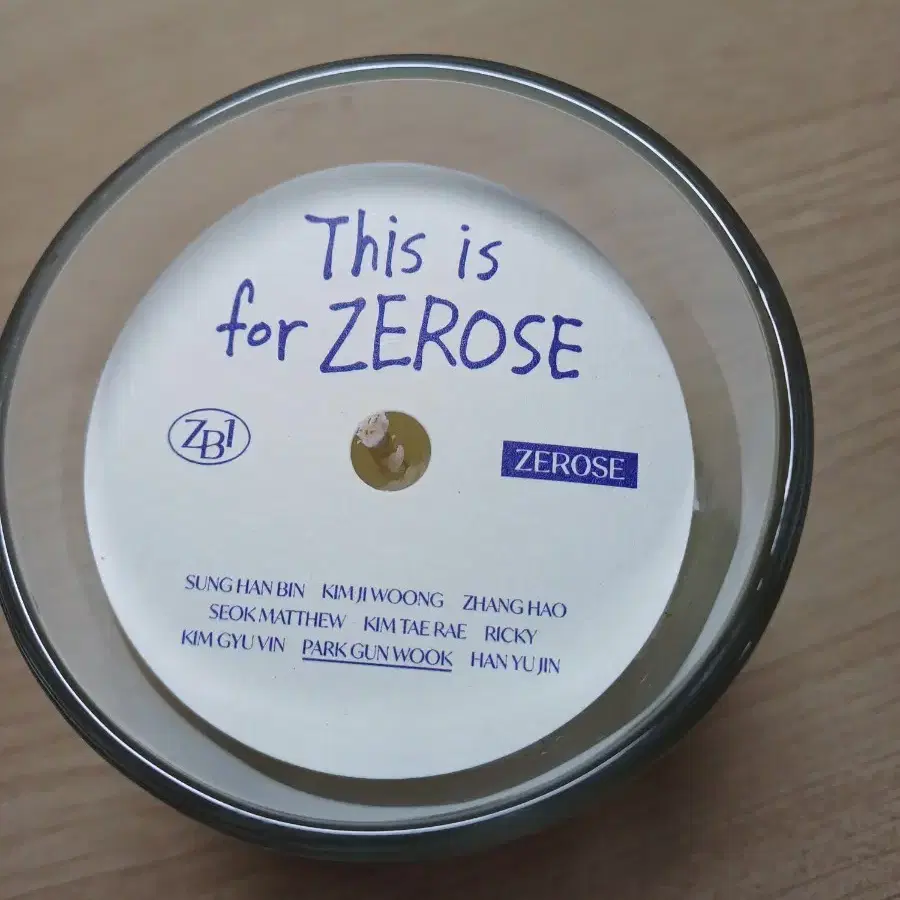 This is
for ZEROSE
ZB1
ZEROSE
SUNG HAN BIN KIM JI WOONG ZHANG HAO
SEOK MATTHEW KIM TAE RAE RICKY
KIM GYU VIN PARK GUN WOOK HAN YU JIN